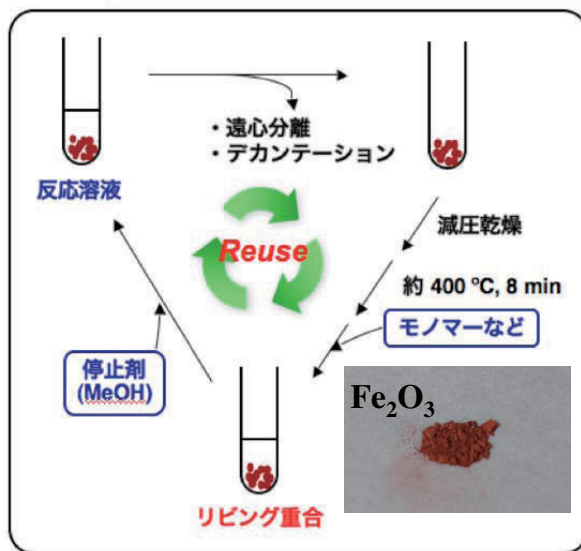 ・遠心分離
・デカンテーション
反応溶液
減圧乾燥
Reuse
約 400 ºC, 8 min
モノマーなど
停止剤
(MeOH)
Fe₂O₃
リビング重合